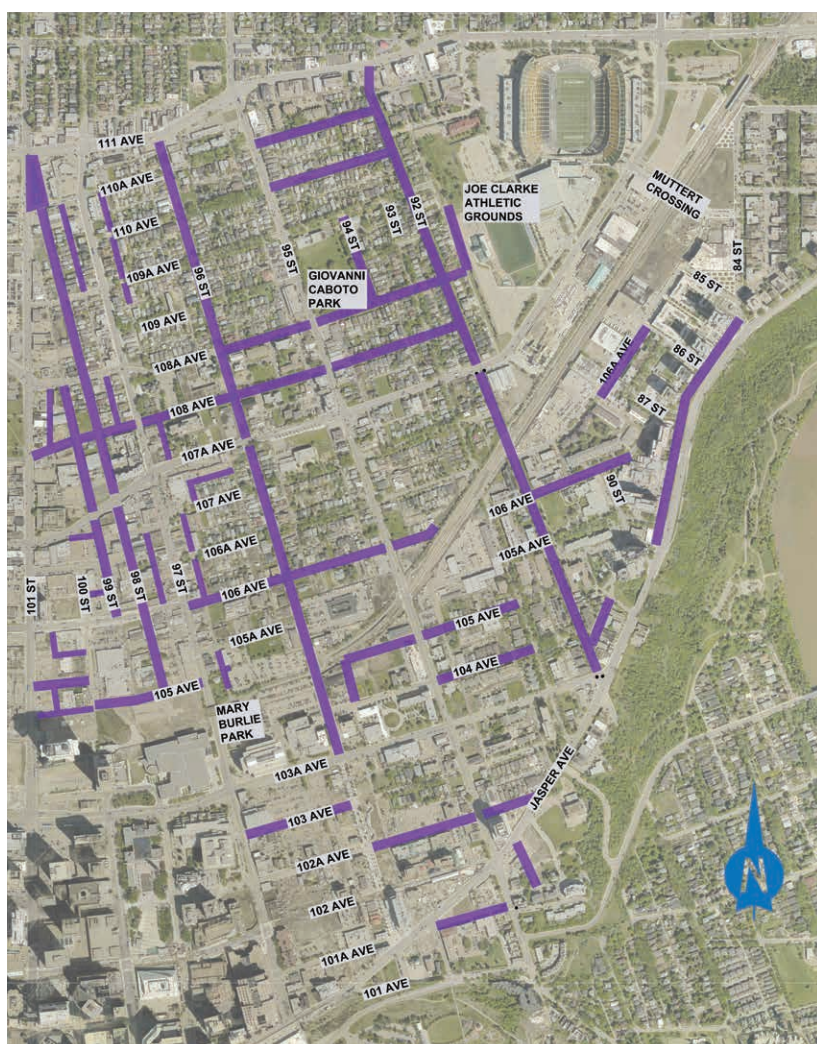 111 AVE
110A AVE
110 AVE
109A AVE
109 AVE
108A AVE
108 AVE
107A AVE
107 AVE
106A AVE
106 AVE
105A AVE
105 AVE
101 ST
100 ST
99 ST
98 ST
97 ST
96 ST
95 ST
94 ST
93 ST
92 ST
JOE CLARKE
ATHLETIC
GROUNDS
MUTTERT
CROSSING
GIOVANNI
CABOTO
PARK
84 ST
85 ST
86 ST
87 ST
106A AVE
90 ST
106 AVE
105A AVE
105 AVE
104 AVE
MARY
BURLIE
PARK
103A AVE
103 AVE
102A AVE
102 AVE
101A AVE
101 AVE
JASPER AVE
N